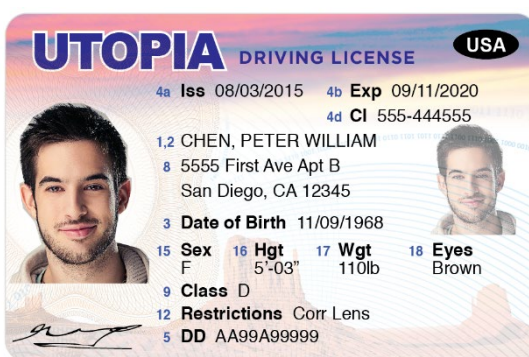 UTOPIA DRIVING LICENSE USA
4a Iss 08/03/2015 4b Exp 09/11/2020
4d Cl 555-444555
1,2 CHEN, PETER WILLIAM
8 5555 First Ave Apt B
San Diego, CA 12345
3 Date of Birth 11/09/1968
15 Sex 16 Hgt 17 Wgt 18 Eyes
F 5'-03" 110lb Brown
9 Class D
12 Restrictions Corr Lens
5 DD AA99A99999